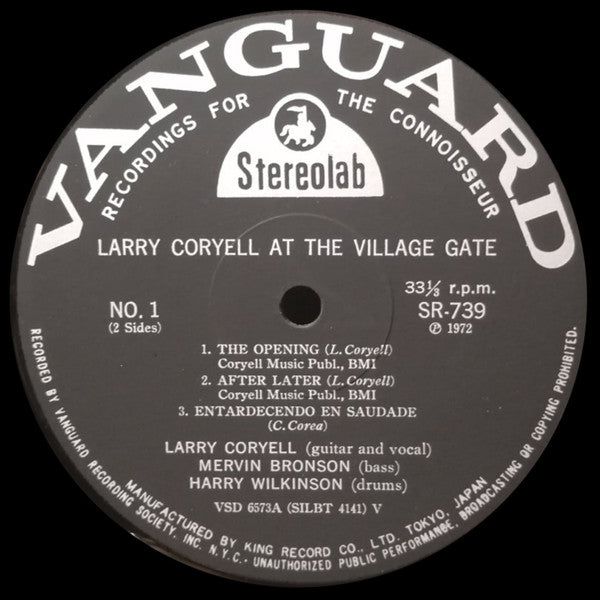 VANGUARD
RECORDINGS FOR THE CONNOISSEUR
Stereolab
LARRY CORYELL AT THE VILLAGE GATE
NO. 1
(2 Sides)
33⅓ r.p.m.
SR-739
℗ 1972
1. THE OPENING (L. Coryell)
Coryell Music Publ., BMI
2. AFTER LATER (L. Coryell)
Coryell Music Publ., BMI
3. ENTARDECENDO EN SAUDADE
(C. Corea)
LARRY CORYELL (guitar and vocal)
MERVIN BRONSON (bass)
HARRY WILKINSON (drums)
VSD 6573A (SILBT 4141) V
MANUFACTURED BY KING RECORD CO., LTD. TOKYO, JAPAN
RECORDED BY VANGUARD RECORDING SOCIETY, INC. N.Y.C.- UNAUTHORIZED PUBLIC PERFORMANCE, BROADCASTING OR COPYING PROHIBITED.